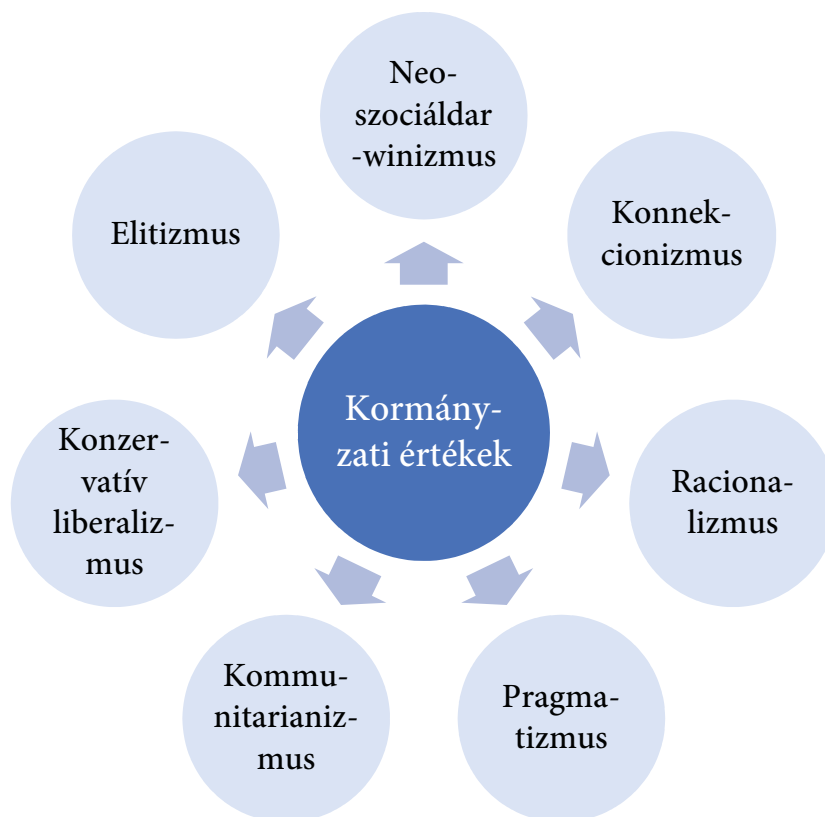 Neo-
szociáldar
-winizmus
Konnek-
cionizmus
Raciona-
lizmus
Pragma-
tizmus
Kommu-
nitarianiz-
mus
Konzer-
vatív
liberaliz-
mus
Elitizmus
Kormány-
zati értékek